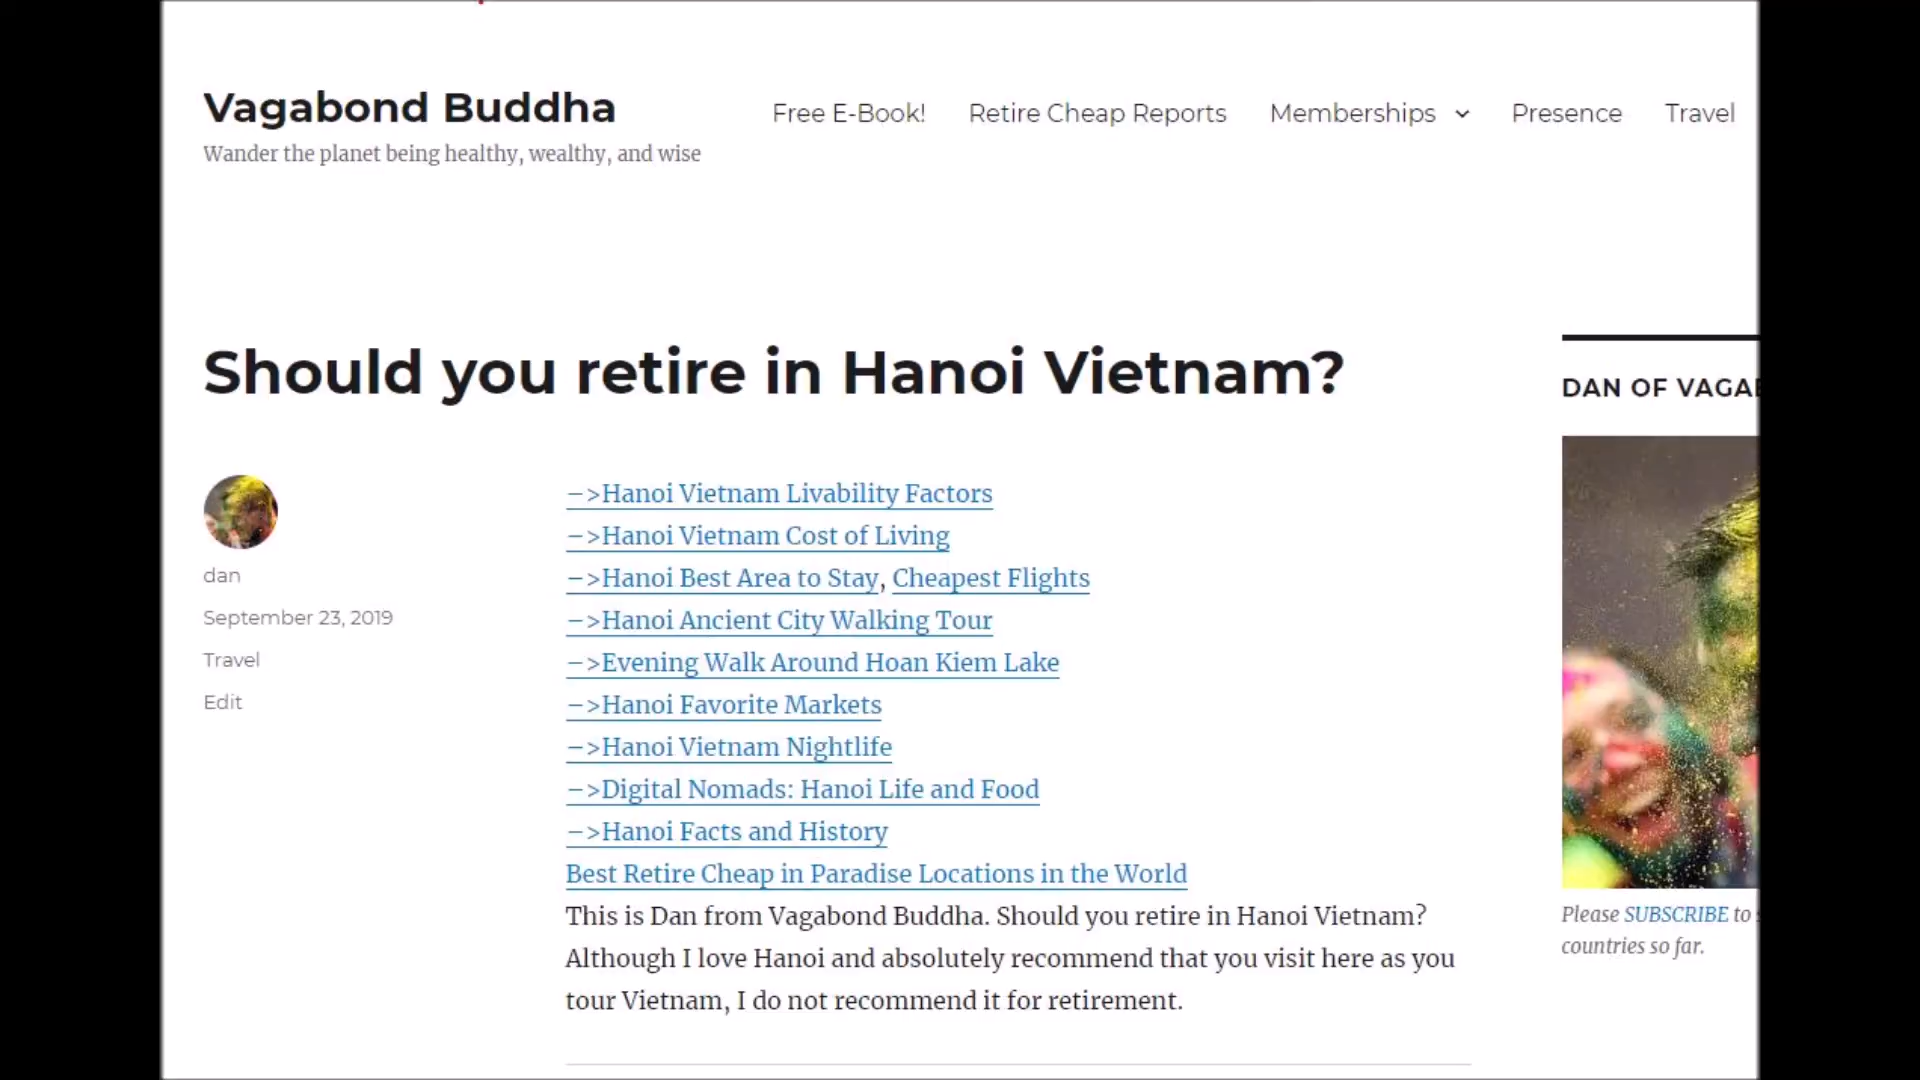 Vagabond Buddha
Wander the planet being healthy, wealthy, and wise
Free E-Book! Retire Cheap Reports Memberships Presence Travel
Should you retire in Hanoi Vietnam?
dan
September 23, 2019
Travel
Edit
–>Hanoi Vietnam Livability Factors
–>Hanoi Vietnam Cost of Living
–>Hanoi Best Area to Stay, Cheapest Flights
–>Hanoi Ancient City Walking Tour
–>Evening Walk Around Hoan Kiem Lake
–>Hanoi Favorite Markets
–>Hanoi Vietnam Nightlife
–>Digital Nomads: Hanoi Life and Food
–>Hanoi Facts and History
Best Retire Cheap in Paradise Locations in the World
This is Dan from Vagabond Buddha. Should you retire in Hanoi Vietnam?
Although I love Hanoi and absolutely recommend that you visit here as you
tour Vietnam, I do not recommend it for retirement.
DAN OF
Please SUBSCRIBE to
countries so far.